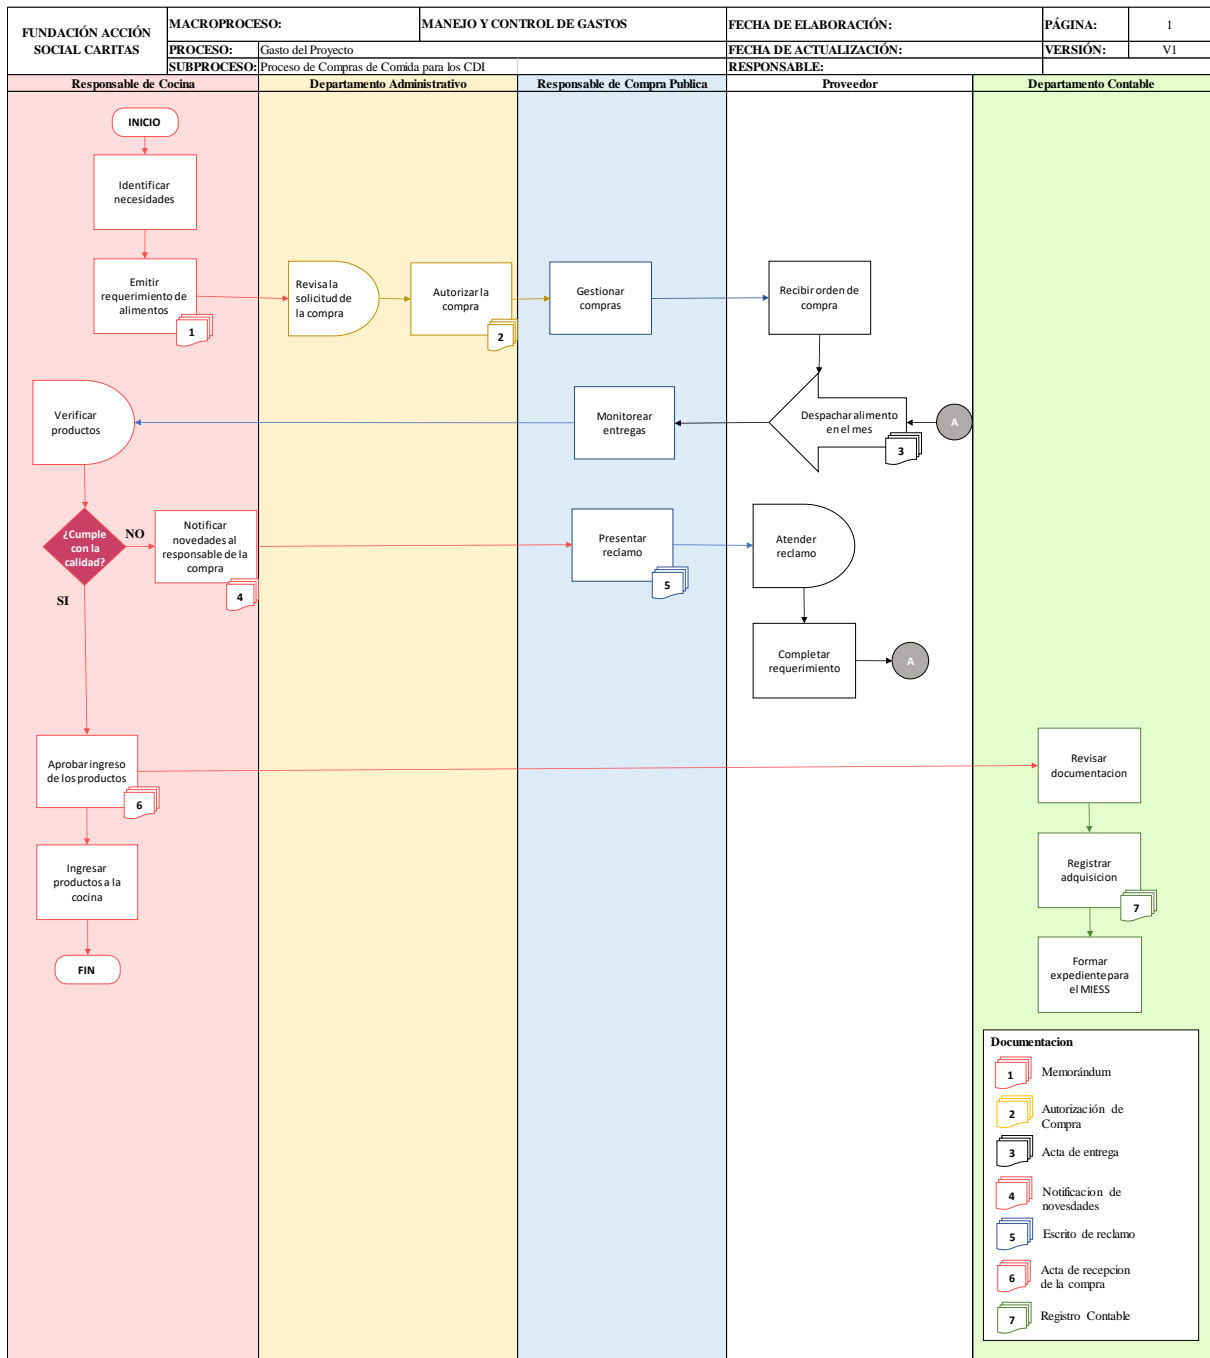 FUNDACIÓN ACCIÓN
SOCIAL CARITAS
MACROPROCESO:
MANEJO Y CONTROL DE GASTOS
FECHA DE ELABORACIÓN:
PÁGINA:
1
PROCESO:
Gasto del Proyecto
FECHA DE ACTUALIZACIÓN:
VERSIÓN:
V1
SUBPROCESO:
Proceso de Compras de Comida para los CDI
RESPONSABLE:
Responsable de Cocina
Departamento Administrativo
Responsable de Compra Publica
Proveedor
Departamento Contable
INICIO
Identificar
necesidades
Emitir
requerimiento de
alimentos
1
Revisa la
solicitud de
la compra
Autorizar la
compra
2
Gestionar
compras
Recibir orden de
compra
Verificar
productos
Monitorear
entregas
Despachar alimento
en el mes
3
A
¿Cumple
con la
calidad?
NO
SI
Notificar
novedades al
responsable de la
compra
4
Presentar
reclamo
5
Atender
reclamo
Completar
requerimiento
A
Aprobar ingreso
de los productos
6
Revisar
documentacion
Ingresar
productos a la
cocina
Registrar
adquisicion
7
FIN
Formar
expediente para
el MIESS
Documentacion
1 Memorándum
2 Autorización de
Compra
3 Acta de entrega
4 Notificacion de
novesdades
5 Escrito de reclamo
6 Acta de recepcion
de la compra
7 Registro Contable